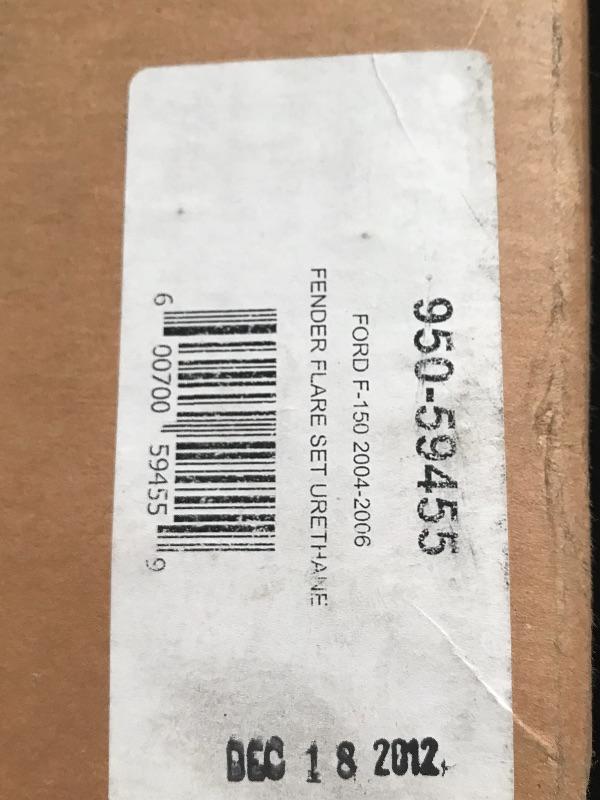 950-59455
FORD F-150 2004-2006
FENDER FLARE SET URETHANE
6 00700 59455 9
DEC 18 2012